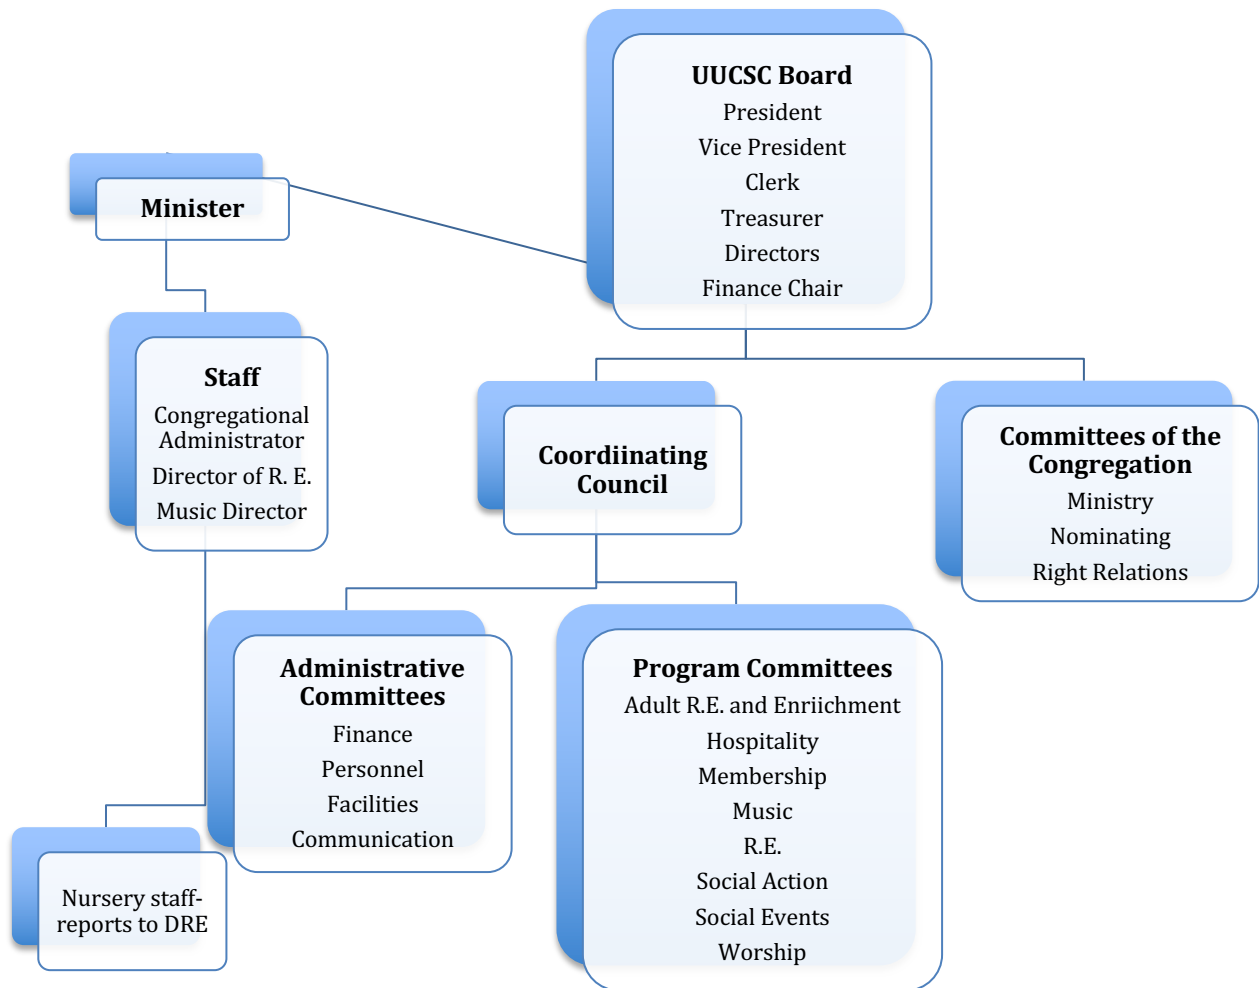 UUCSC Board
President
Vice President
Clerk
Treasurer
Directors
Finance Chair
Minister
Staff
Congregational
Administrator
Director of R. E.
Music Director
Coordiinating
Council
Committees of the
Congregation
Ministry
Nominating
Right Relations
Administrative
Committees
Finance
Personnel
Facilities
Communication
Program Committees
Adult R.E. and Enriichment
Hospitality
Membership
Music
R.E.
Social Action
Social Events
Worship
Nursery staff-
reports to DRE